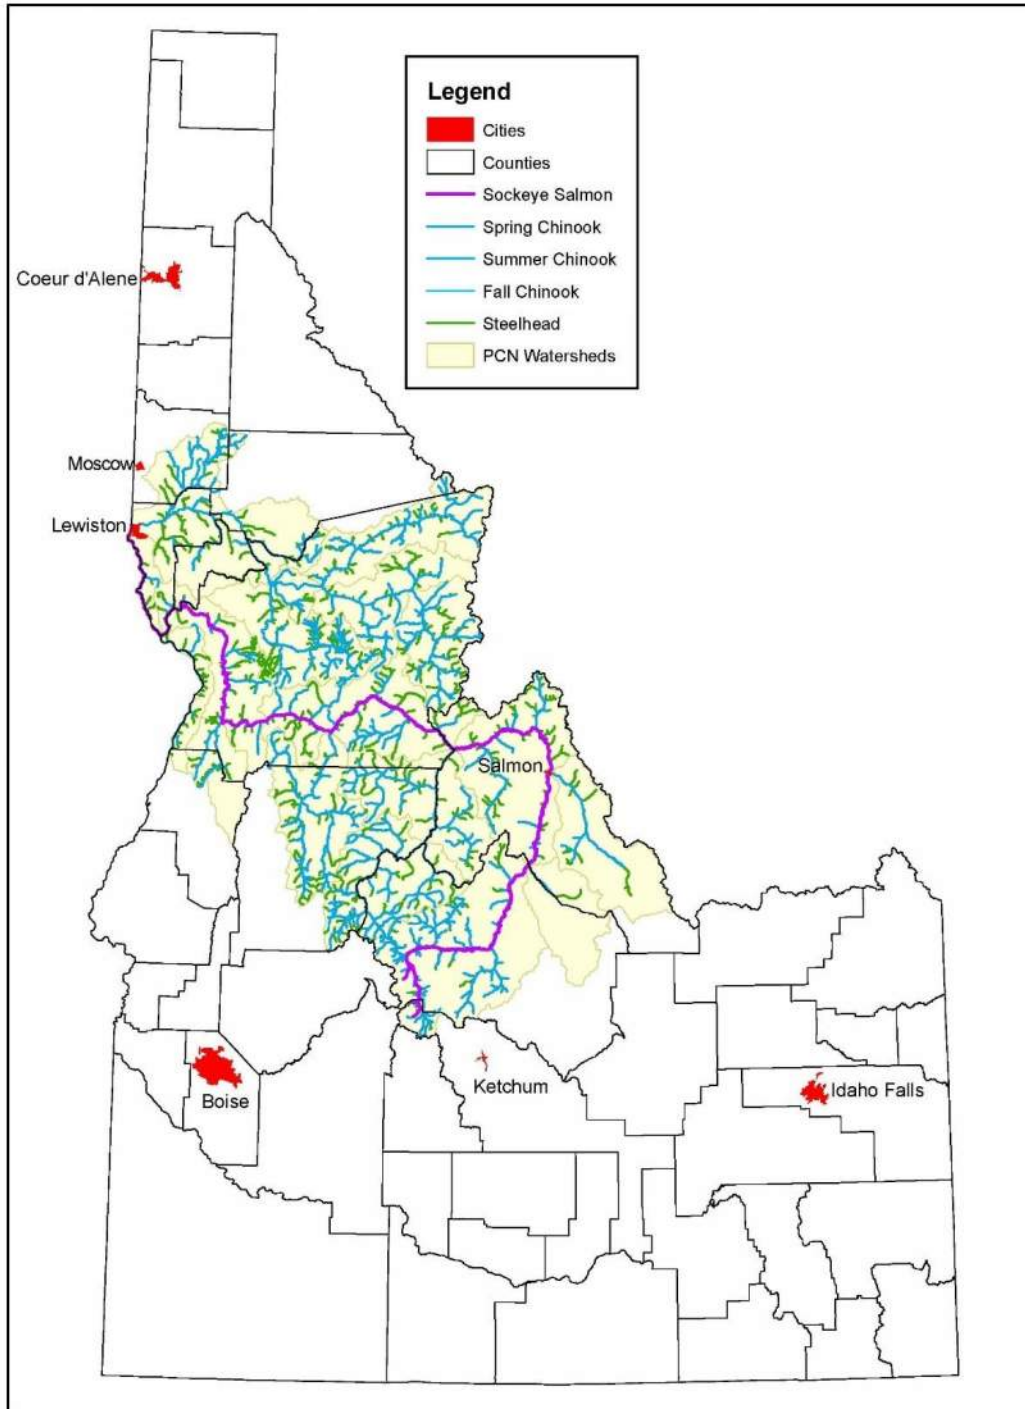 Legend
Cities
Counties
Sockeye Salmon
Spring Chinook
Summer Chinook
Fall Chinook
Steelhead
PCN Watersheds
Coeur d'Alene
Moscow
Lewiston
Salmon
Ketchum
Boise
Idaho Falls